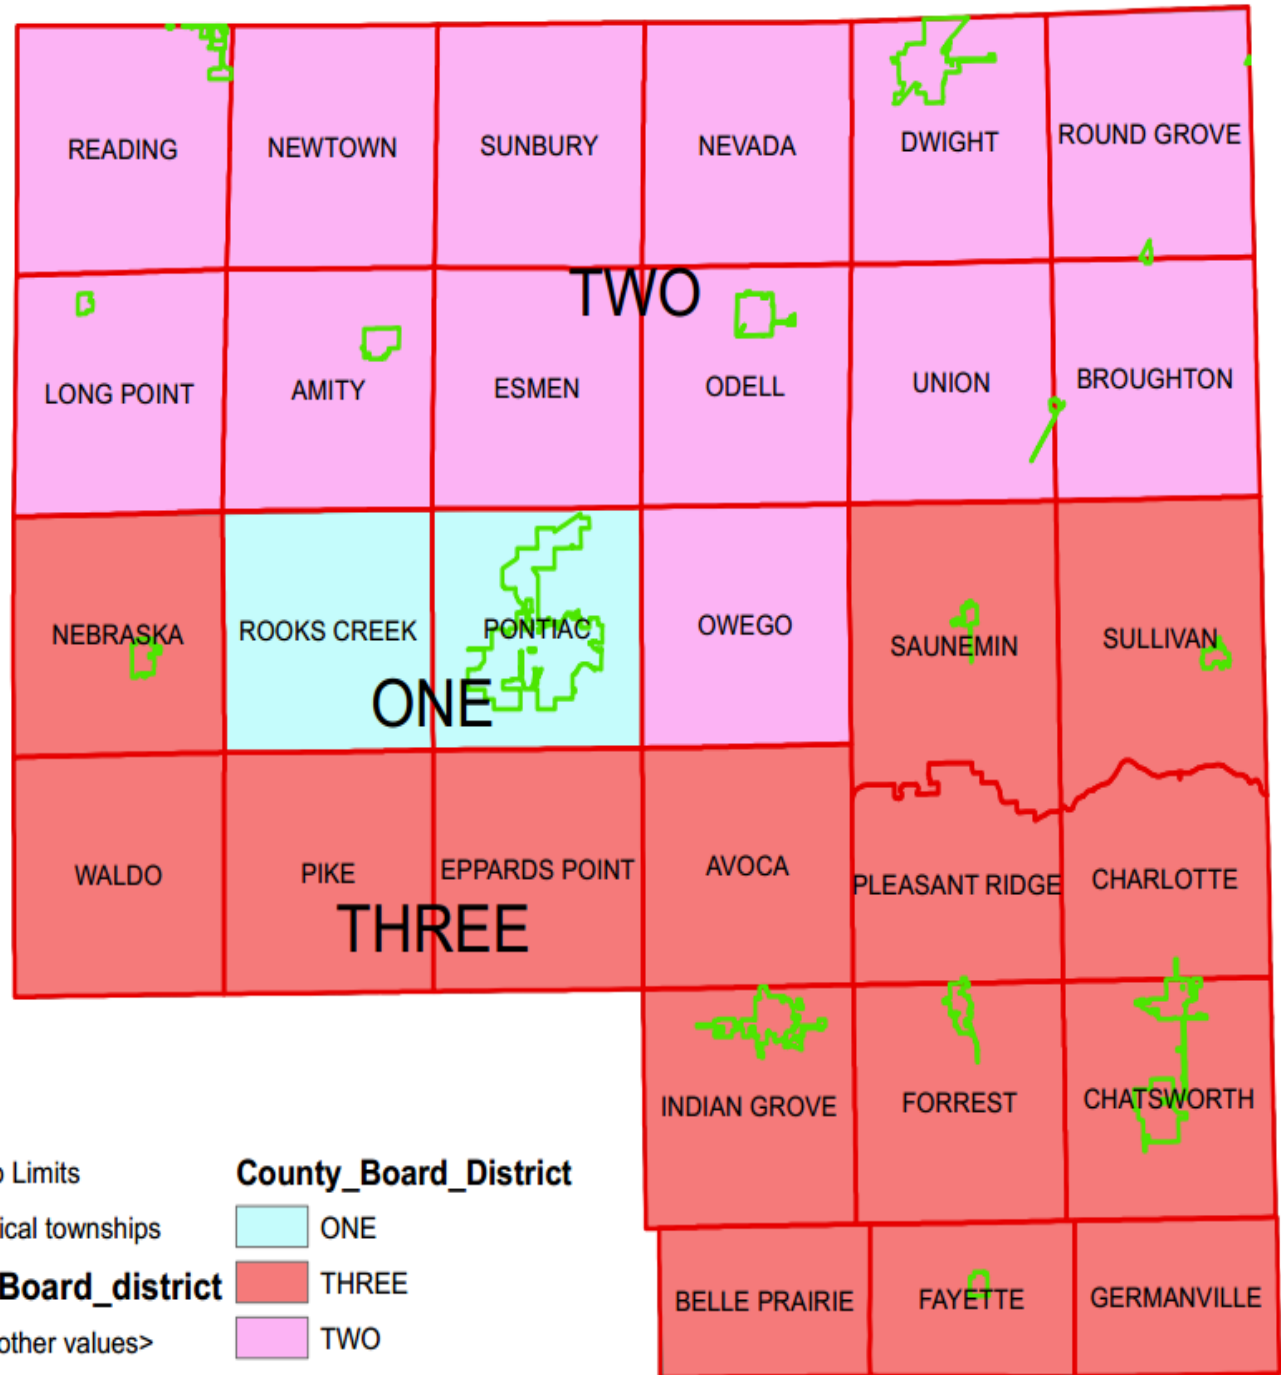 READING
NEWTOWN
SUNBURY
NEVADA
DWIGHT
ROUND GROVE
TWO
LONG POINT
AMITY
ESMEN
ODELL
UNION
BROUGHTON
NEBRASKA
ROOKS CREEK
PONTIAC
OWEGO
SAUNEMIN
SULLIVAN
ONE
WALDO
PIKE
EPPARDS POINT
AVOCA
PLEASANT RIDGE
CHARLOTTE
THREE
INDIAN GROVE
FORREST
CHATSWORTH
BELLE PRAIRIE
FAYETTE
GERMANVILLE
Limits
ical townships
Board_district
other values>
County_Board_District
ONE
THREE
TWO